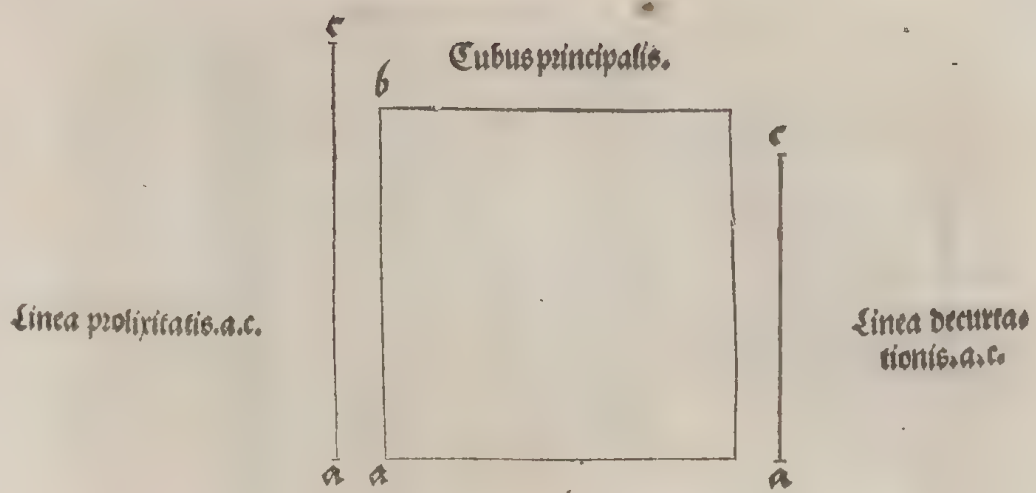 c
Cubus principalis.
b
c
Linea prolixitatis.a.c.
Linea decurta⸗
tionis.a.c.
a a
a